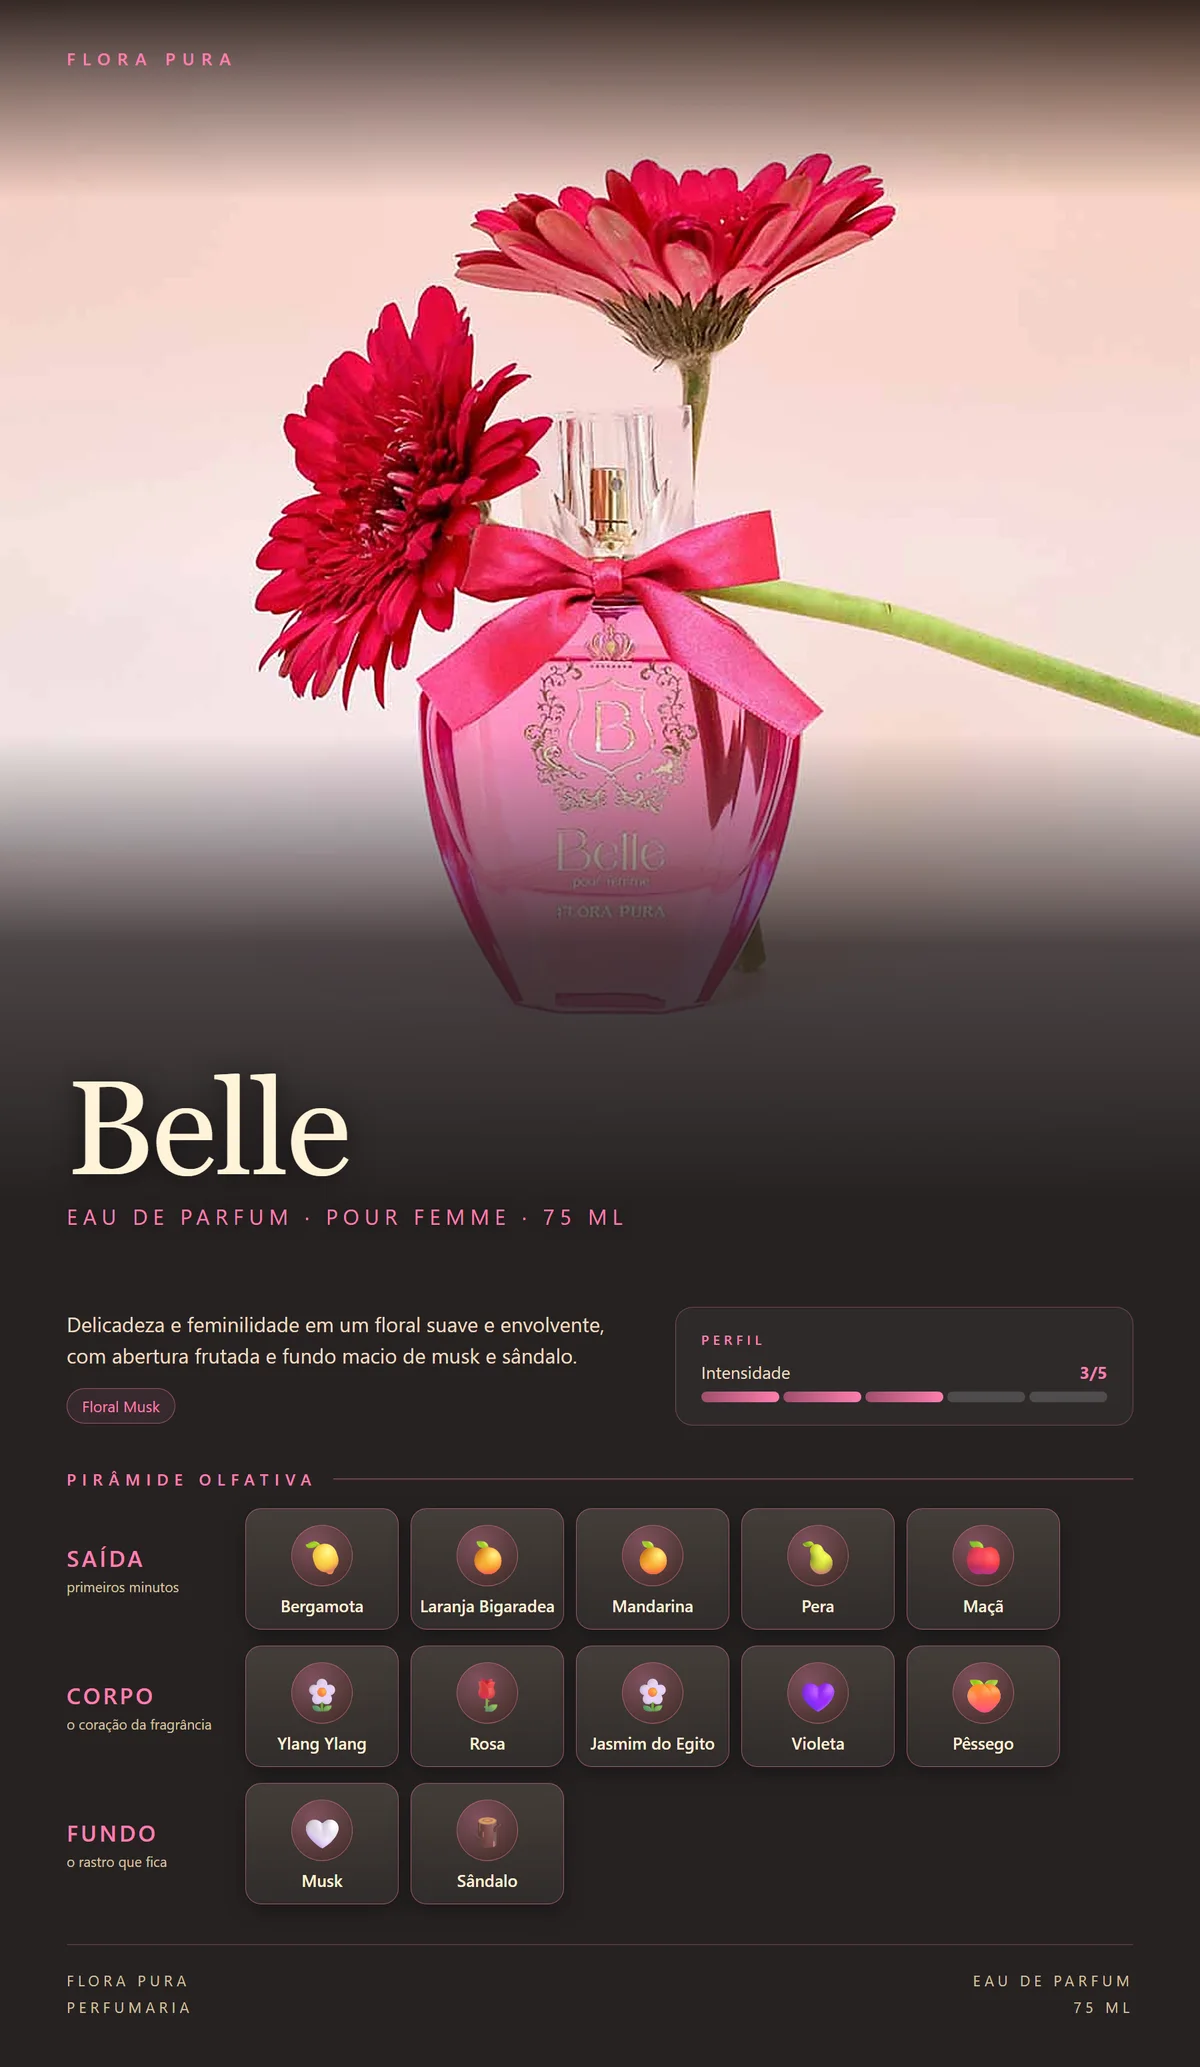 FLORA PURA
B
Belle
pour femme
FLORA PURA
Belle
EAU DE PARFUM · POUR FEMME · 75 ML
Delicadeza e feminilidade em um floral suave e envolvente,
com abertura frutada e fundo macio de musk e sândalo.
Floral Musk
PERFIL
Intensidade 3/5
PIRÂMIDE OLFATIVA
SAÍDA
primeiros minutos
Bergamota
Laranja Bigaradea
Mandarina
Pera
Maçã
CORPO
o coração da fragrância
Ylang Ylang
Rosa
Jasmim do Egito
Violeta
Pêssego
FUNDO
o rastro que fica
Musk
Sândalo
FLORA PURA
PERFUMARIA
EAU DE PARFUM
75 ML